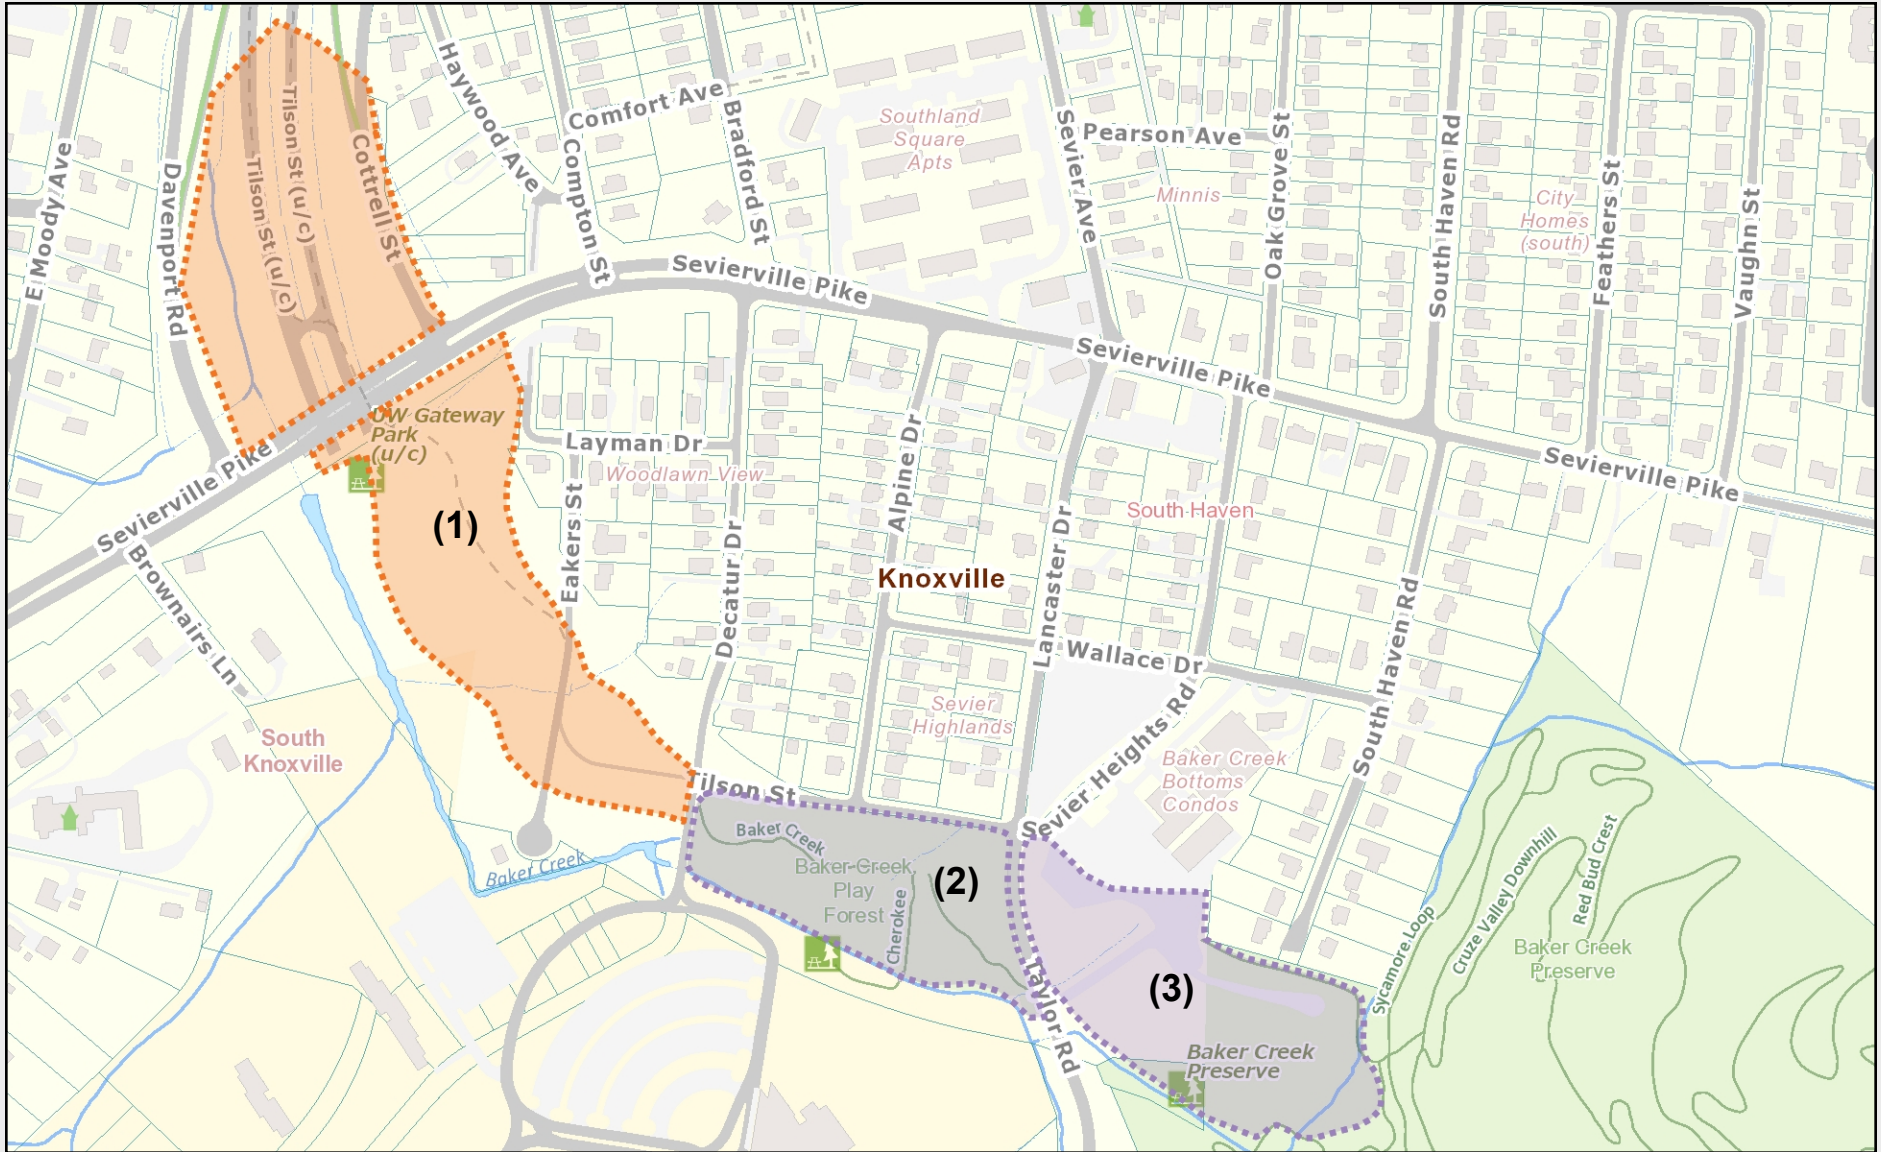 Haywood Ave
Comfort Ave
Compton St
Bradford St
Southland
Square
Apts
Sevier Ave
Pearson Ave
Minnis
Oak Grove St
South Haven Rd
City
Homes
(south)
Feathers St
Vaughn St
E Moody Ave
Davenport Rd
Tilson St (u/c)
Tilson St (u/c)
Cottrell St
Sevierville Pike
Sevierville Pike
Sevierville Pike
Sevierville Pike
UW Gateway
Park
(u/c)
(1)
Layman Dr
Woodlawn View
Eakers St
Decatur Dr
Alpine Dr
Knoxville
Lancaster Dr
South Haven
Wallace Dr
South Haven Rd
Brownairs Ln
South
Knoxville
Sevier
Highlands
Sevier Heights Rd
Baker Creek
Bottoms
Condos
Tilson St
Baker Creek
Baker Creek
Baker Creek
Play
Forest
Cherokee
(2)
Taylor Rd
(3)
Baker Creek
Preserve
Sycamore Loop
Cruze Valley Downhill
Red Bud Crest
Baker Creek
Preserve